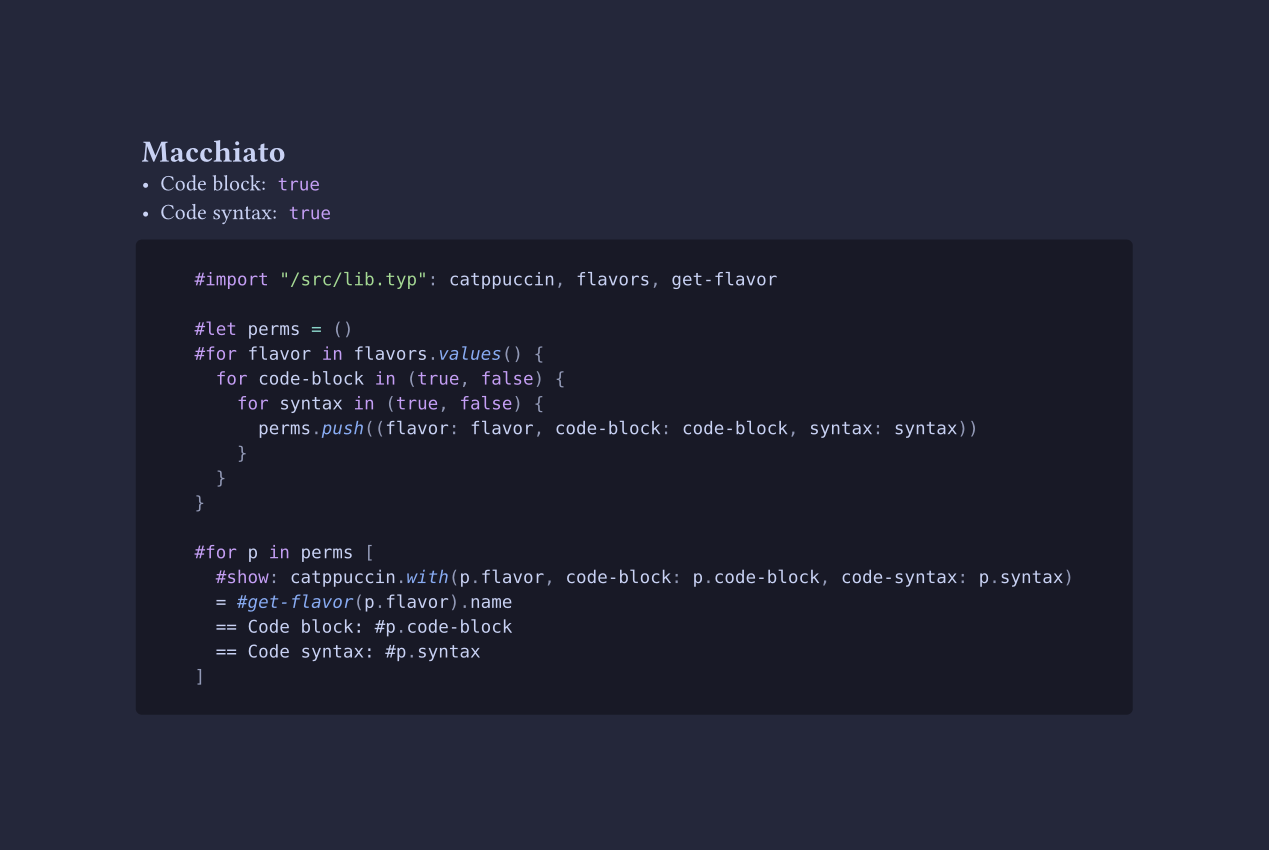 Macchiato
• Code block: true
• Code syntax: true
#import "/src/lib.typ": catppuccin, flavors, get-flavor
#let perms = ()
#for flavor in flavors.values() {
  for code-block in (true, false) {
    for syntax in (true, false) {
      perms.push((flavor: flavor, code-block: code-block, syntax: syntax))
    }
  }
}
#for p in perms [
  #show: catppuccin.with(p.flavor, code-block: p.code-block, code-syntax: p.syntax)
  = #get-flavor(p.flavor).name
  == Code block: #p.code-block
  == Code syntax: #p.syntax
]